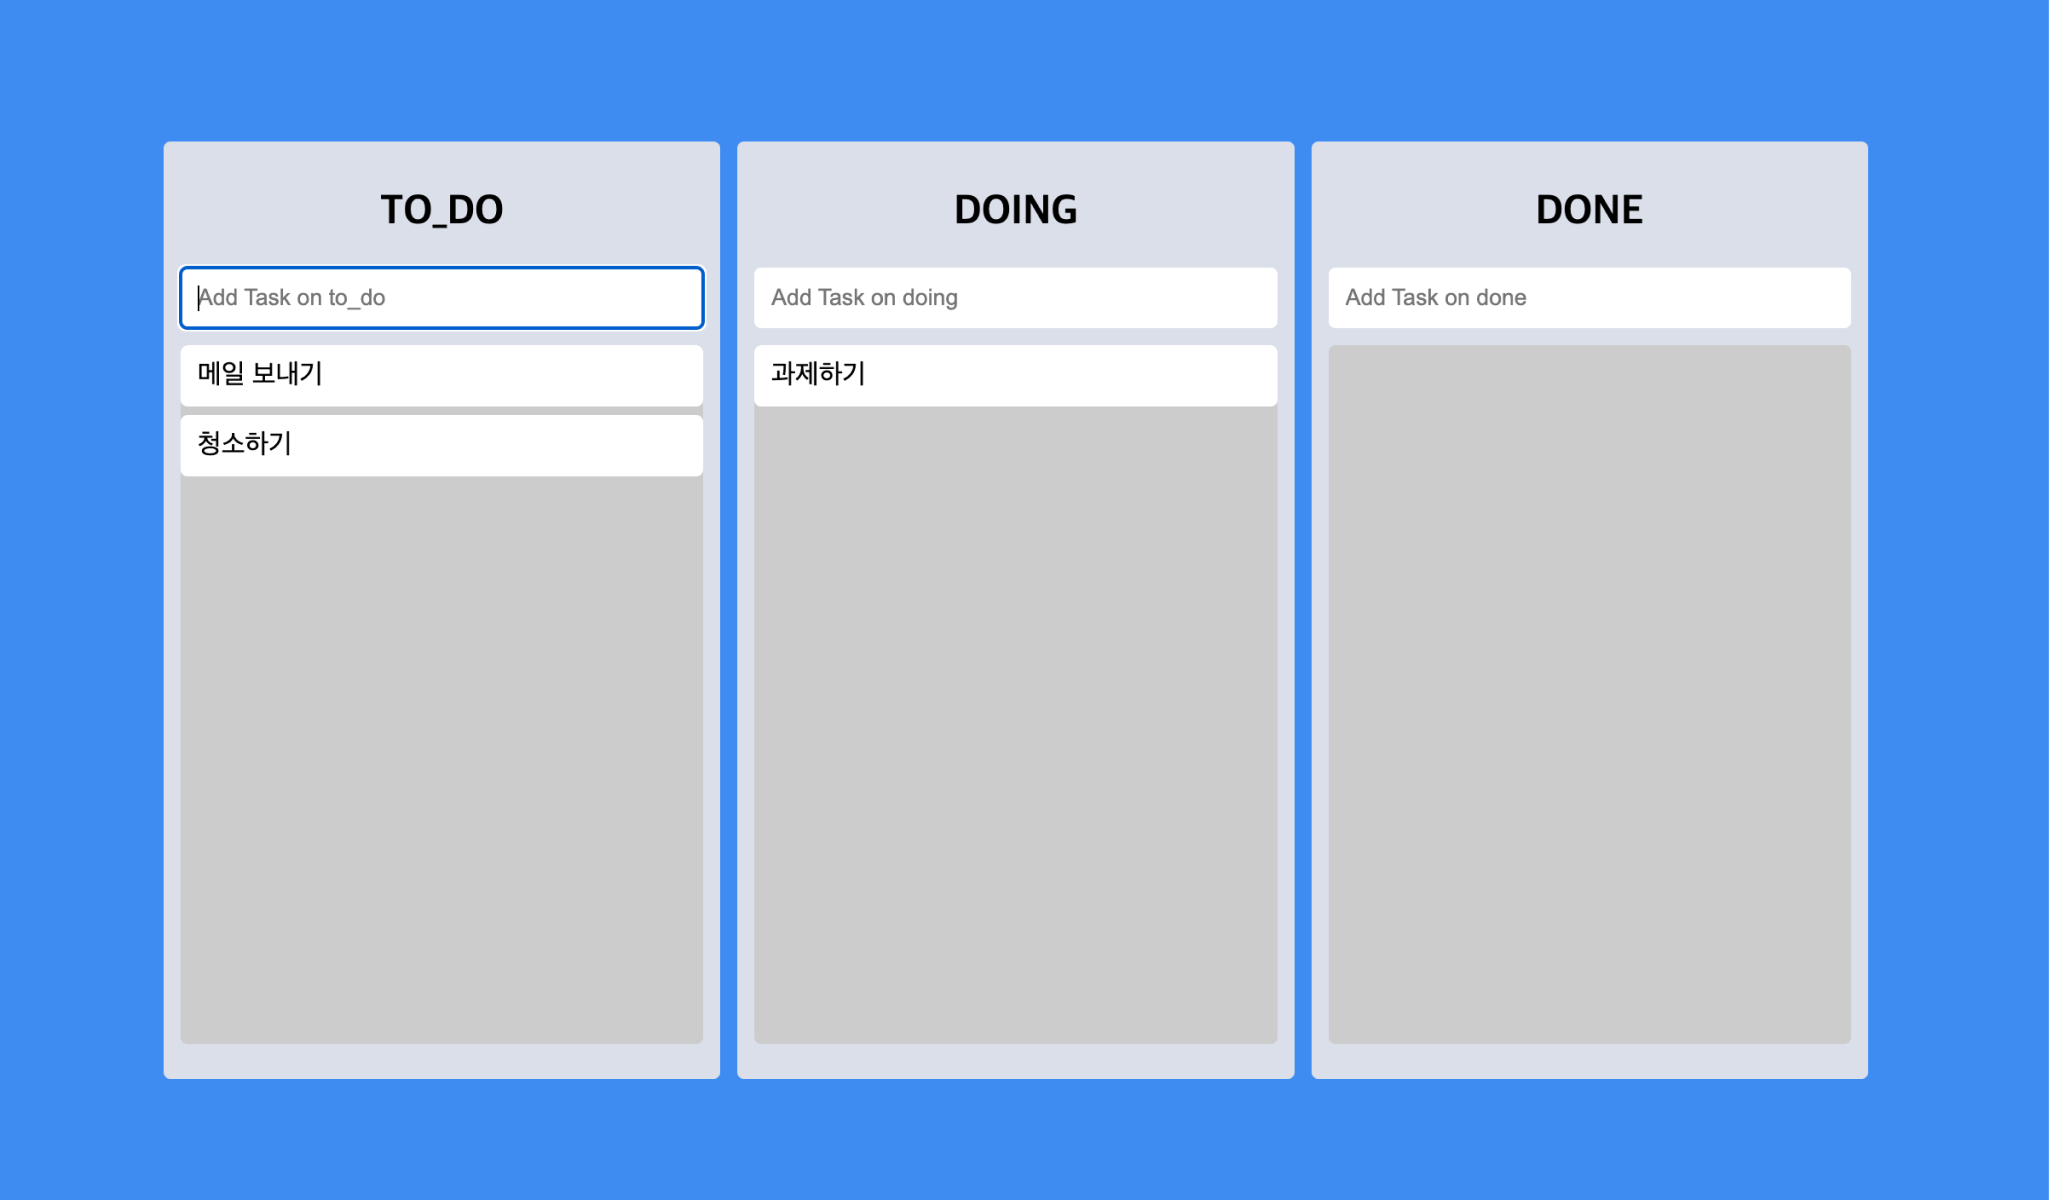 TO_DO
Add Task on to_do
메일 보내기
청소하기
DOING
Add Task on doing
과제하기
DONE
Add Task on done